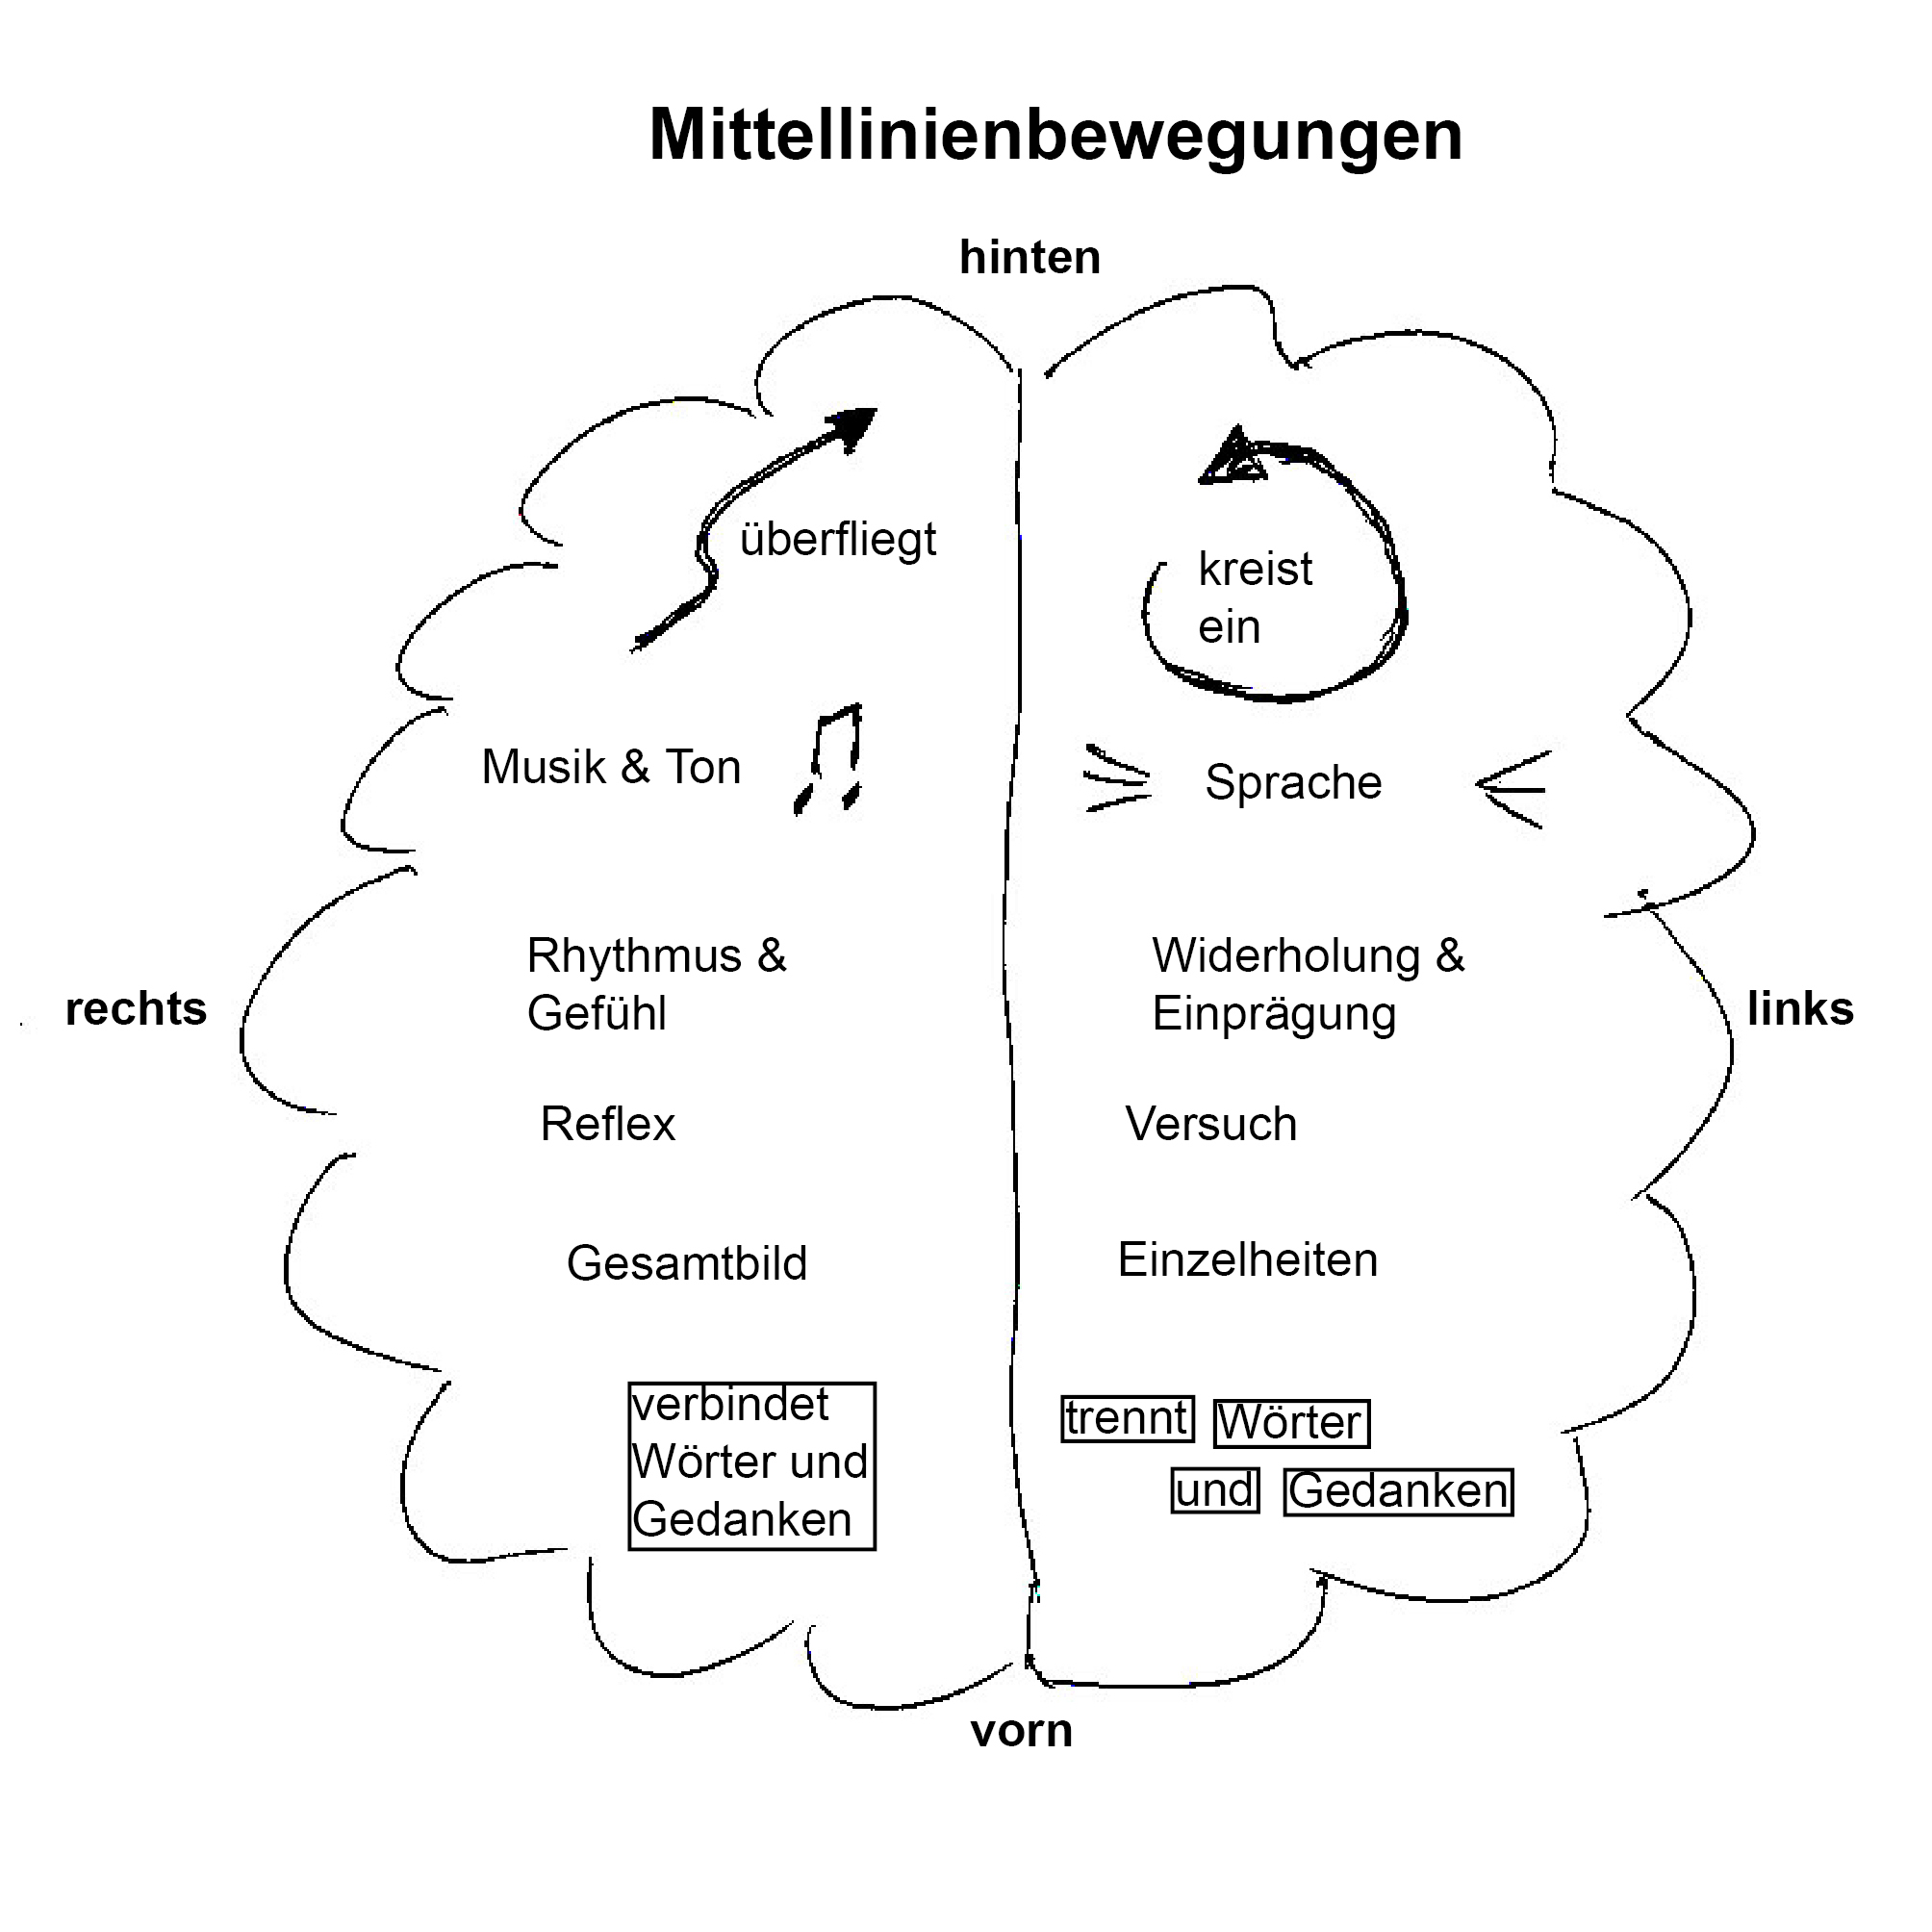 Mittellinienbewegungen
hinten
überfliegt
kreist
ein
Musik & Ton
Sprache
Rhythmus &
Gefühl
Widerholung &
Einprägung
rechts
links
Reflex
Versuch
Gesamtbild
Einzelheiten
verbindet
Wörter und
Gedanken
trennt Wörter
und Gedanken
vorn